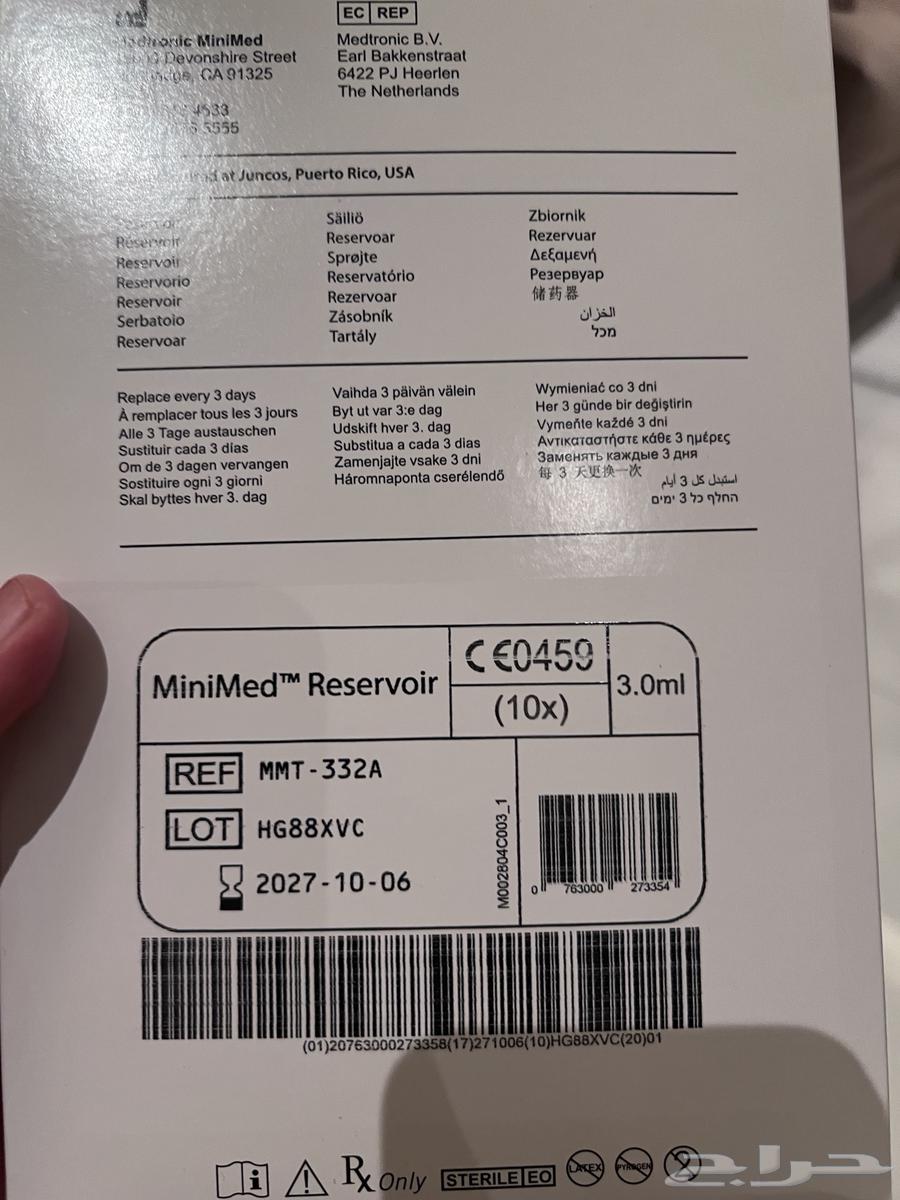 EC REP
MiniMed
Devonshire Street
CA 91325
4533
5555
Medtronic B.V.
Earl Bakkenstraat
6422 PJ Heerlen
The Netherlands
at Juncos, Puerto Rico, USA
Réservoir
Reservoir
Reservorio
Reservoir
Serbatoio
Reservoar
Säiliö
Reservoar
Sprøjte
Reservatório
Rezervoar
Zásobník
Tartály
Zbiornik
Rezervuar
Δεξαμενή
Резервуар
储药器
الخزان
מכל
Replace every 3 days
À remplacer tous les 3 jours
Alle 3 Tage austauschen
Sustituir cada 3 días
Om de 3 dagen vervangen
Sostituire ogni 3 giorni
Skal byttes hver 3. dag
Vaihda 3 päivän välein
Byt ut var 3:e dag
Udskift hver 3. dag
Substitua a cada 3 dias
Zamenjajte vsake 3 dni
Háromnaponta cserélendő
Wymieniać co 3 dni
Her 3 günde bir değiştirin
Vymeňte každé 3 dni
Αντικαταστήστε κάθε 3 ημέρες
Заменять каждые 3 дня
每 3 天更换一次
استبدل كل 3 أيام
החלף כל 3 ימים
MiniMed™ Reservoir
CE0459
(10x)
3.0ml
REF MMT-332A
LOT HG88XVC
2027-10-06
M002804C003_1
0 763000 273354
(01)20763000273358(17)271006(10)HG88XVC(20)01
Rx Only
STERILE EO
LATEX
PYROGEN
2
حراج